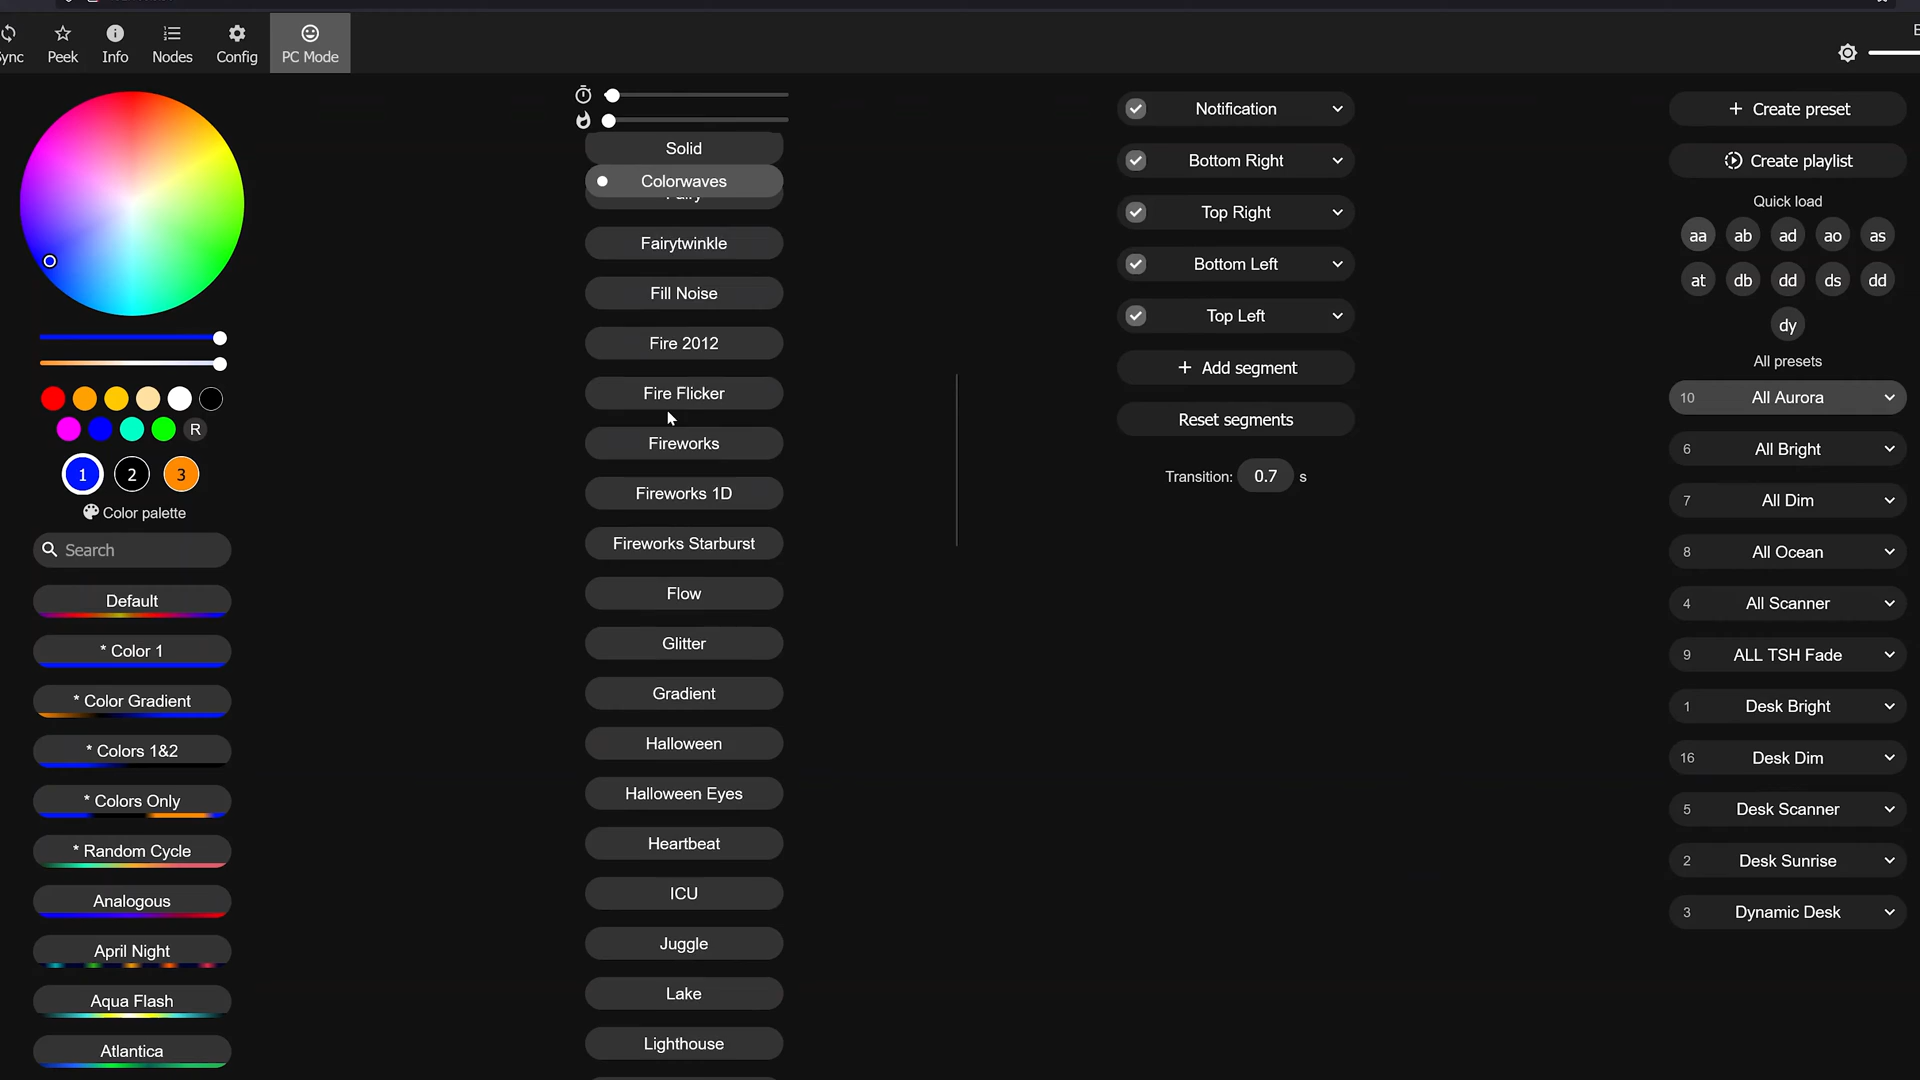 Sync
Peek
Info
Nodes
Config
PC Mode
R
1
2
3
Color palette
Search
Default
* Color 1
* Color Gradient
* Colors 1&2
* Colors Only
* Random Cycle
Analogous
April Night
Aqua Flash
Atlantica
Solid
Colorwaves
Fairy
Fairytwinkle
Fill Noise
Fire 2012
Fire Flicker
Fireworks
Fireworks 1D
Fireworks Starburst
Flow
Glitter
Gradient
Halloween
Halloween Eyes
Heartbeat
ICU
Juggle
Lake
Lighthouse
Notification
Bottom Right
Top Right
Bottom Left
Top Left
+ Add segment
Reset segments
Transition: 0.7 s
+ Create preset
Create playlist
Quick load
aa ab ad ao as
at db dd ds dd
dy
All presets
10 All Aurora
6 All Bright
7 All Dim
8 All Ocean
4 All Scanner
9 ALL TSH Fade
1 Desk Bright
16 Desk Dim
5 Desk Scanner
2 Desk Sunrise
3 Dynamic Desk